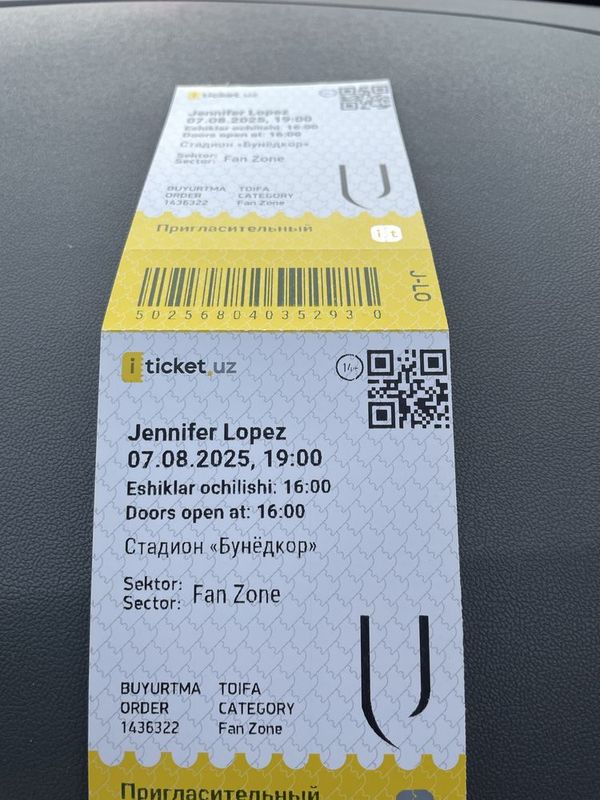 iticket.uz
Jennifer Lopez
07.08.2025, 19:00
Eshiklar ochilishi: 16:00
Doors open at: 16:00
Стадион «Бунёдкор»
Sektor:
Sector: Fan Zone
BUYURTMA TOIFA
ORDER CATEGORY
1436322 Fan Zone
Пригласительный
it
J-LO
5025680403529300
iticket.uz
14+
Jennifer Lopez
07.08.2025, 19:00
Eshiklar ochilishi: 16:00
Doors open at: 16:00
Стадион «Бунёдкор»
Sektor:
Sector: Fan Zone
BUYURTMA TOIFA
ORDER CATEGORY
1436322 Fan Zone
Пригласительный